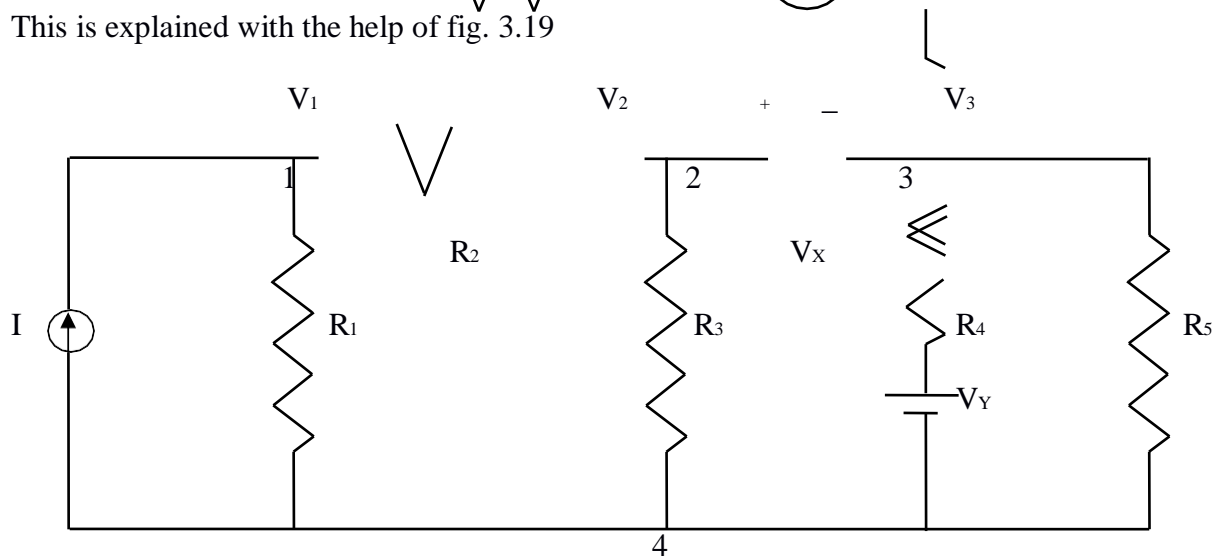 This is explained with the help of fig. 3.19
V1 V2 + – V3
1 2 3
R2 VX
I R1 R3 R4 R5
VY
4